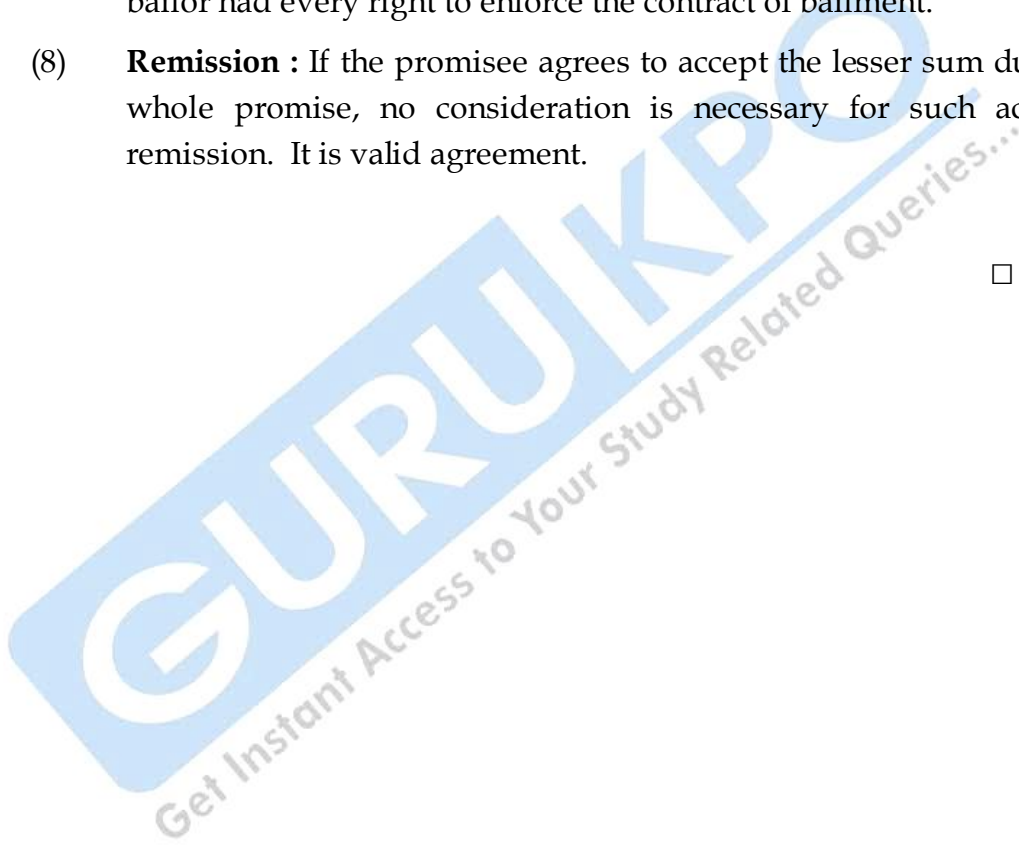 bailor had every right to enforce the contract of bailment.
(8) Remission : If the promisee agrees to accept the lesser sum
whole promise, no consideration is necessary for such
remission. It is valid agreement.
GURUKPO
Get Instant Access to Your Study Related Queries...